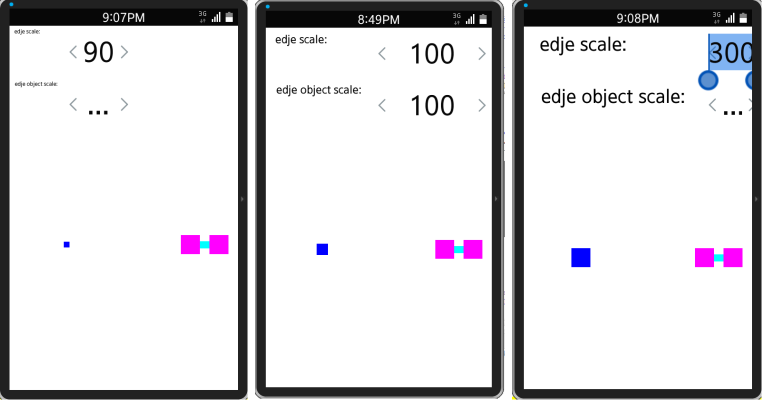 9:07PM
3G
edje scale:
90
edje object scale:
...
8:49PM
3G
edje scale:
100
edje object scale:
100
9:08PM
3G
edje scale:
300
edje object scale:
...